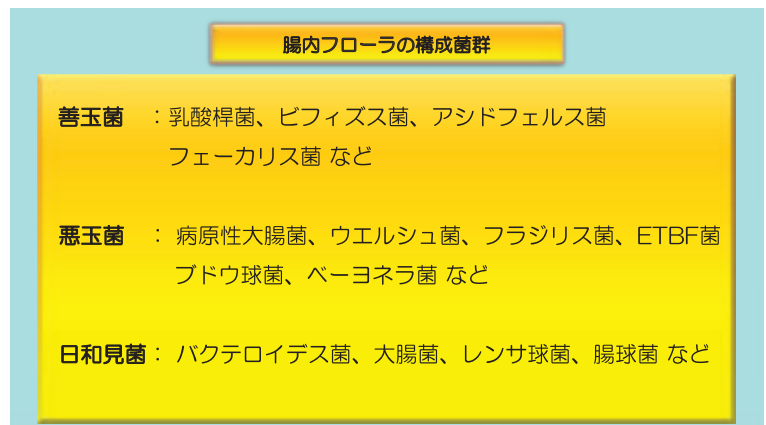 腸内フローラの構成菌群
善玉菌　：乳酸桿菌、ビフィズス菌、アシドフェルス菌
フェーカリス菌 など
悪玉菌　： 病原性大腸菌、ウエルシュ菌、フラジリス菌、ETBF菌
ブドウ球菌、ベーヨネラ菌 など
日和見菌： バクテロイデス菌、大腸菌、レンサ球菌、腸球菌 など